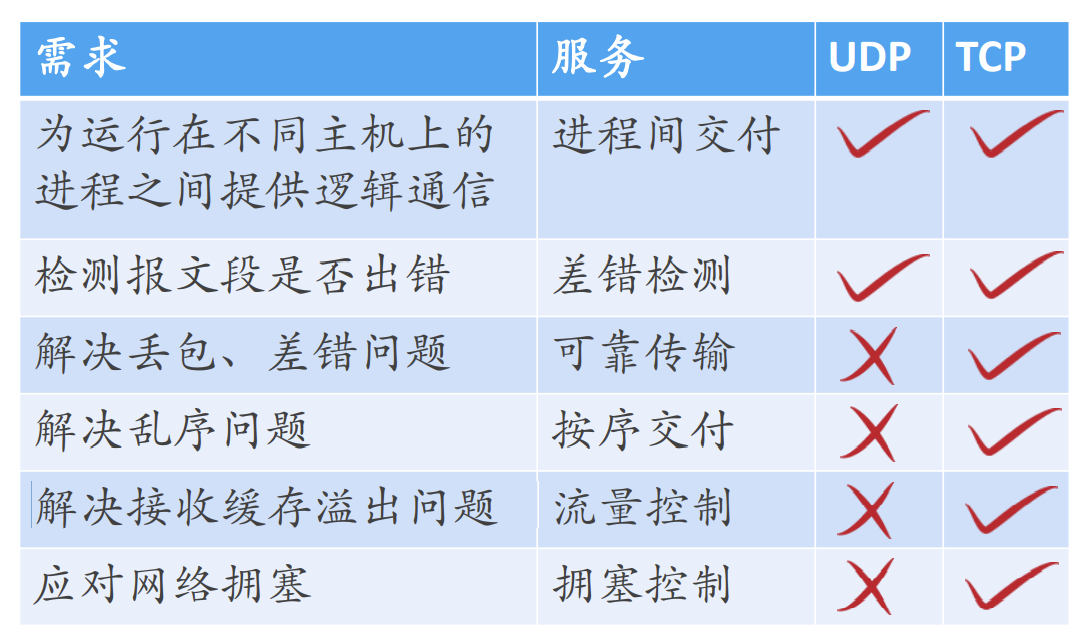 需求 服务 UDP TCP
为运行在不同主机上的 进程间交付
进程之间提供逻辑通信
检测报文段是否出错 差错检测
解决丢包、差错问题 可靠传输
解决乱序问题 按序交付
解决接收缓存溢出问题 流量控制
应对网络拥塞 拥塞控制